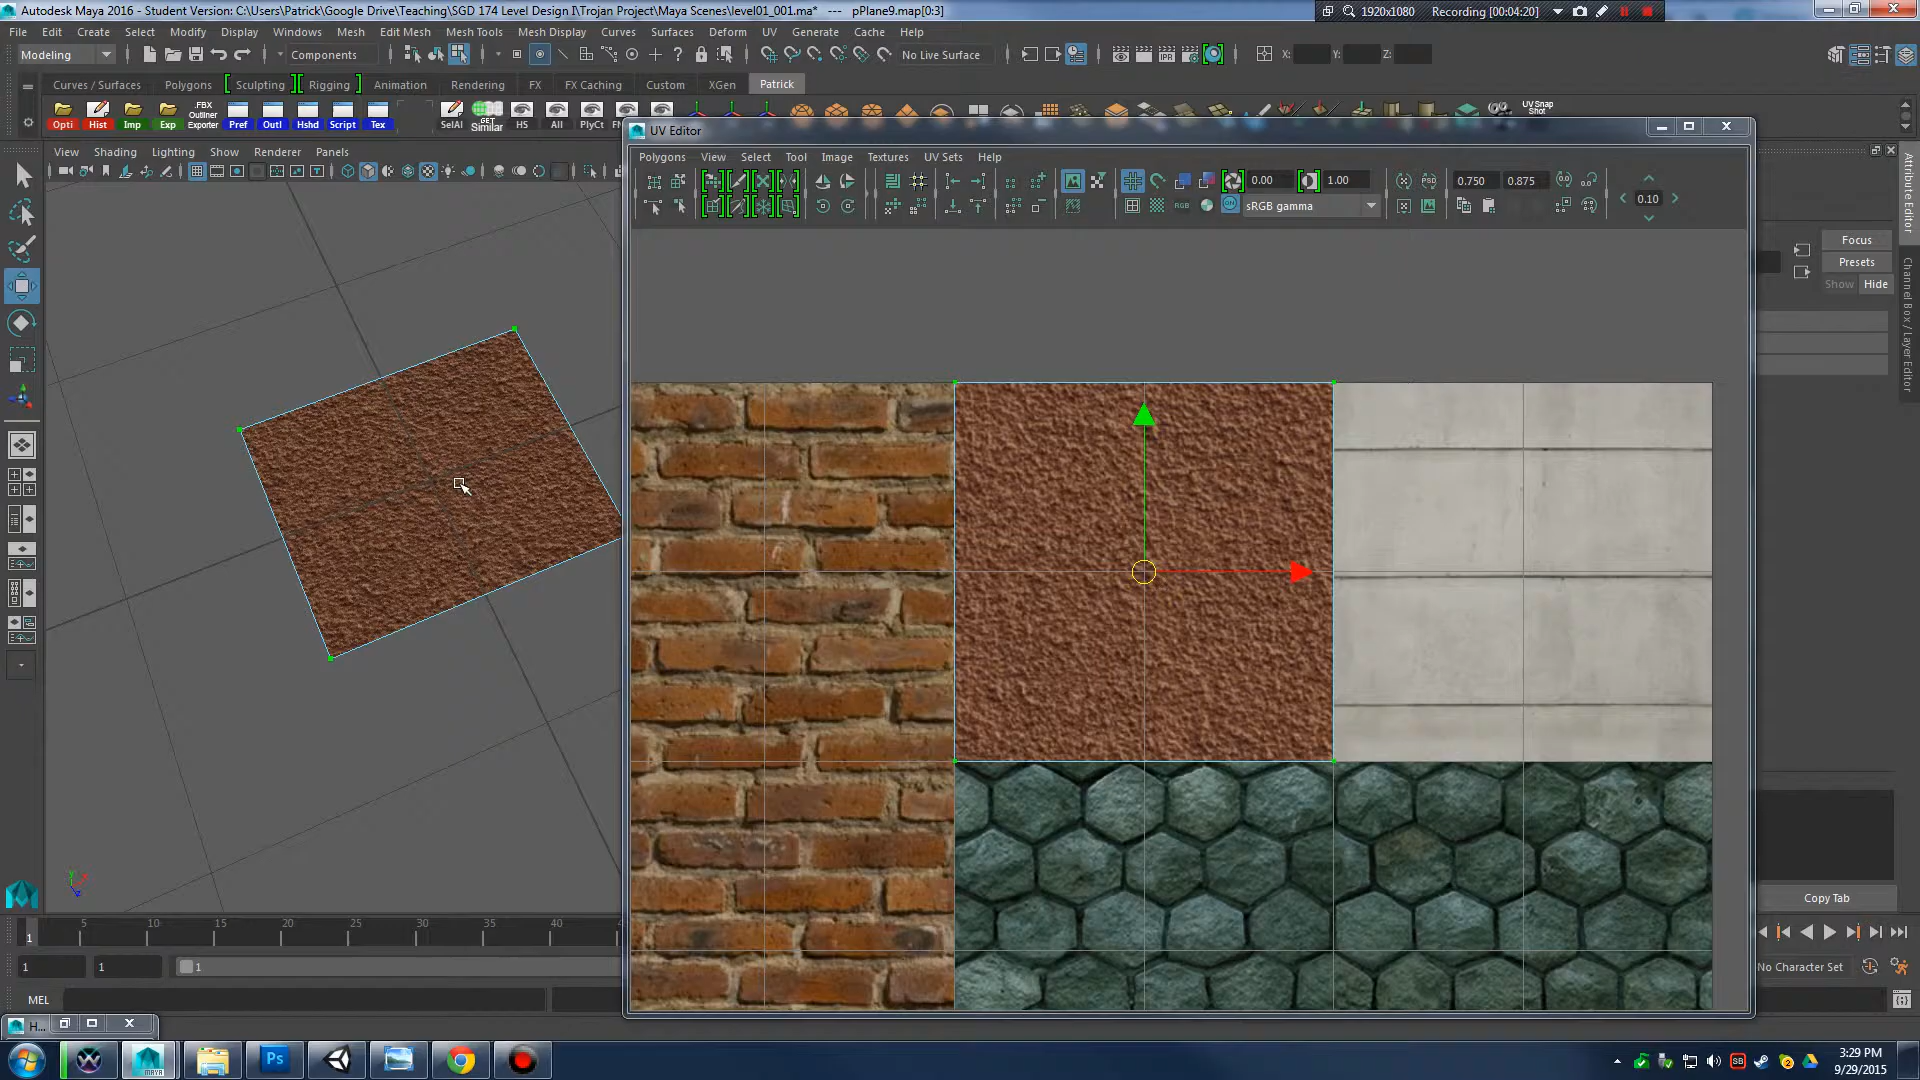 Autodesk Maya 2016 - Student Version: C:\Users\Patrick\Google Drive\Teaching\SGD 174 Level Design I\Trojan Project\Maya Scenes\level01_001.ma* --- pPlane9.map[0:3]
1920x1080 Recording [00:04:20]
File Edit Create Select Modify Display Windows Mesh Edit Mesh Mesh Tools Mesh Display Curves Surfaces Deform UV Generate Cache Help
Modeling Components No Live Surface X: Y: Z:
Curves / Surfaces Polygons Sculpting Rigging Animation Rendering FX FX Caching Custom XGen Patrick
Opti Hist Imp Exp .FBX Outliner Exporter Pref Outl Hshd Script Tex SelAl GET Similar HS All PlyCt UV Snap Shot
UV Editor
View Shading Lighting Show Renderer Panels
Polygons View Select Tool Image Textures UV Sets Help
0.00 1.00 0.750 0.875
RGB sRGB gamma 0.10
Attribute Editor
Channel Box / Layer Editor
Focus
Presets
Show Hide
Copy Tab
5 10 15 20 25 30 35 40
1
1 1 1
No Character Set
MEL
H...
MAYA Ps
3:29 PM
9/29/2015